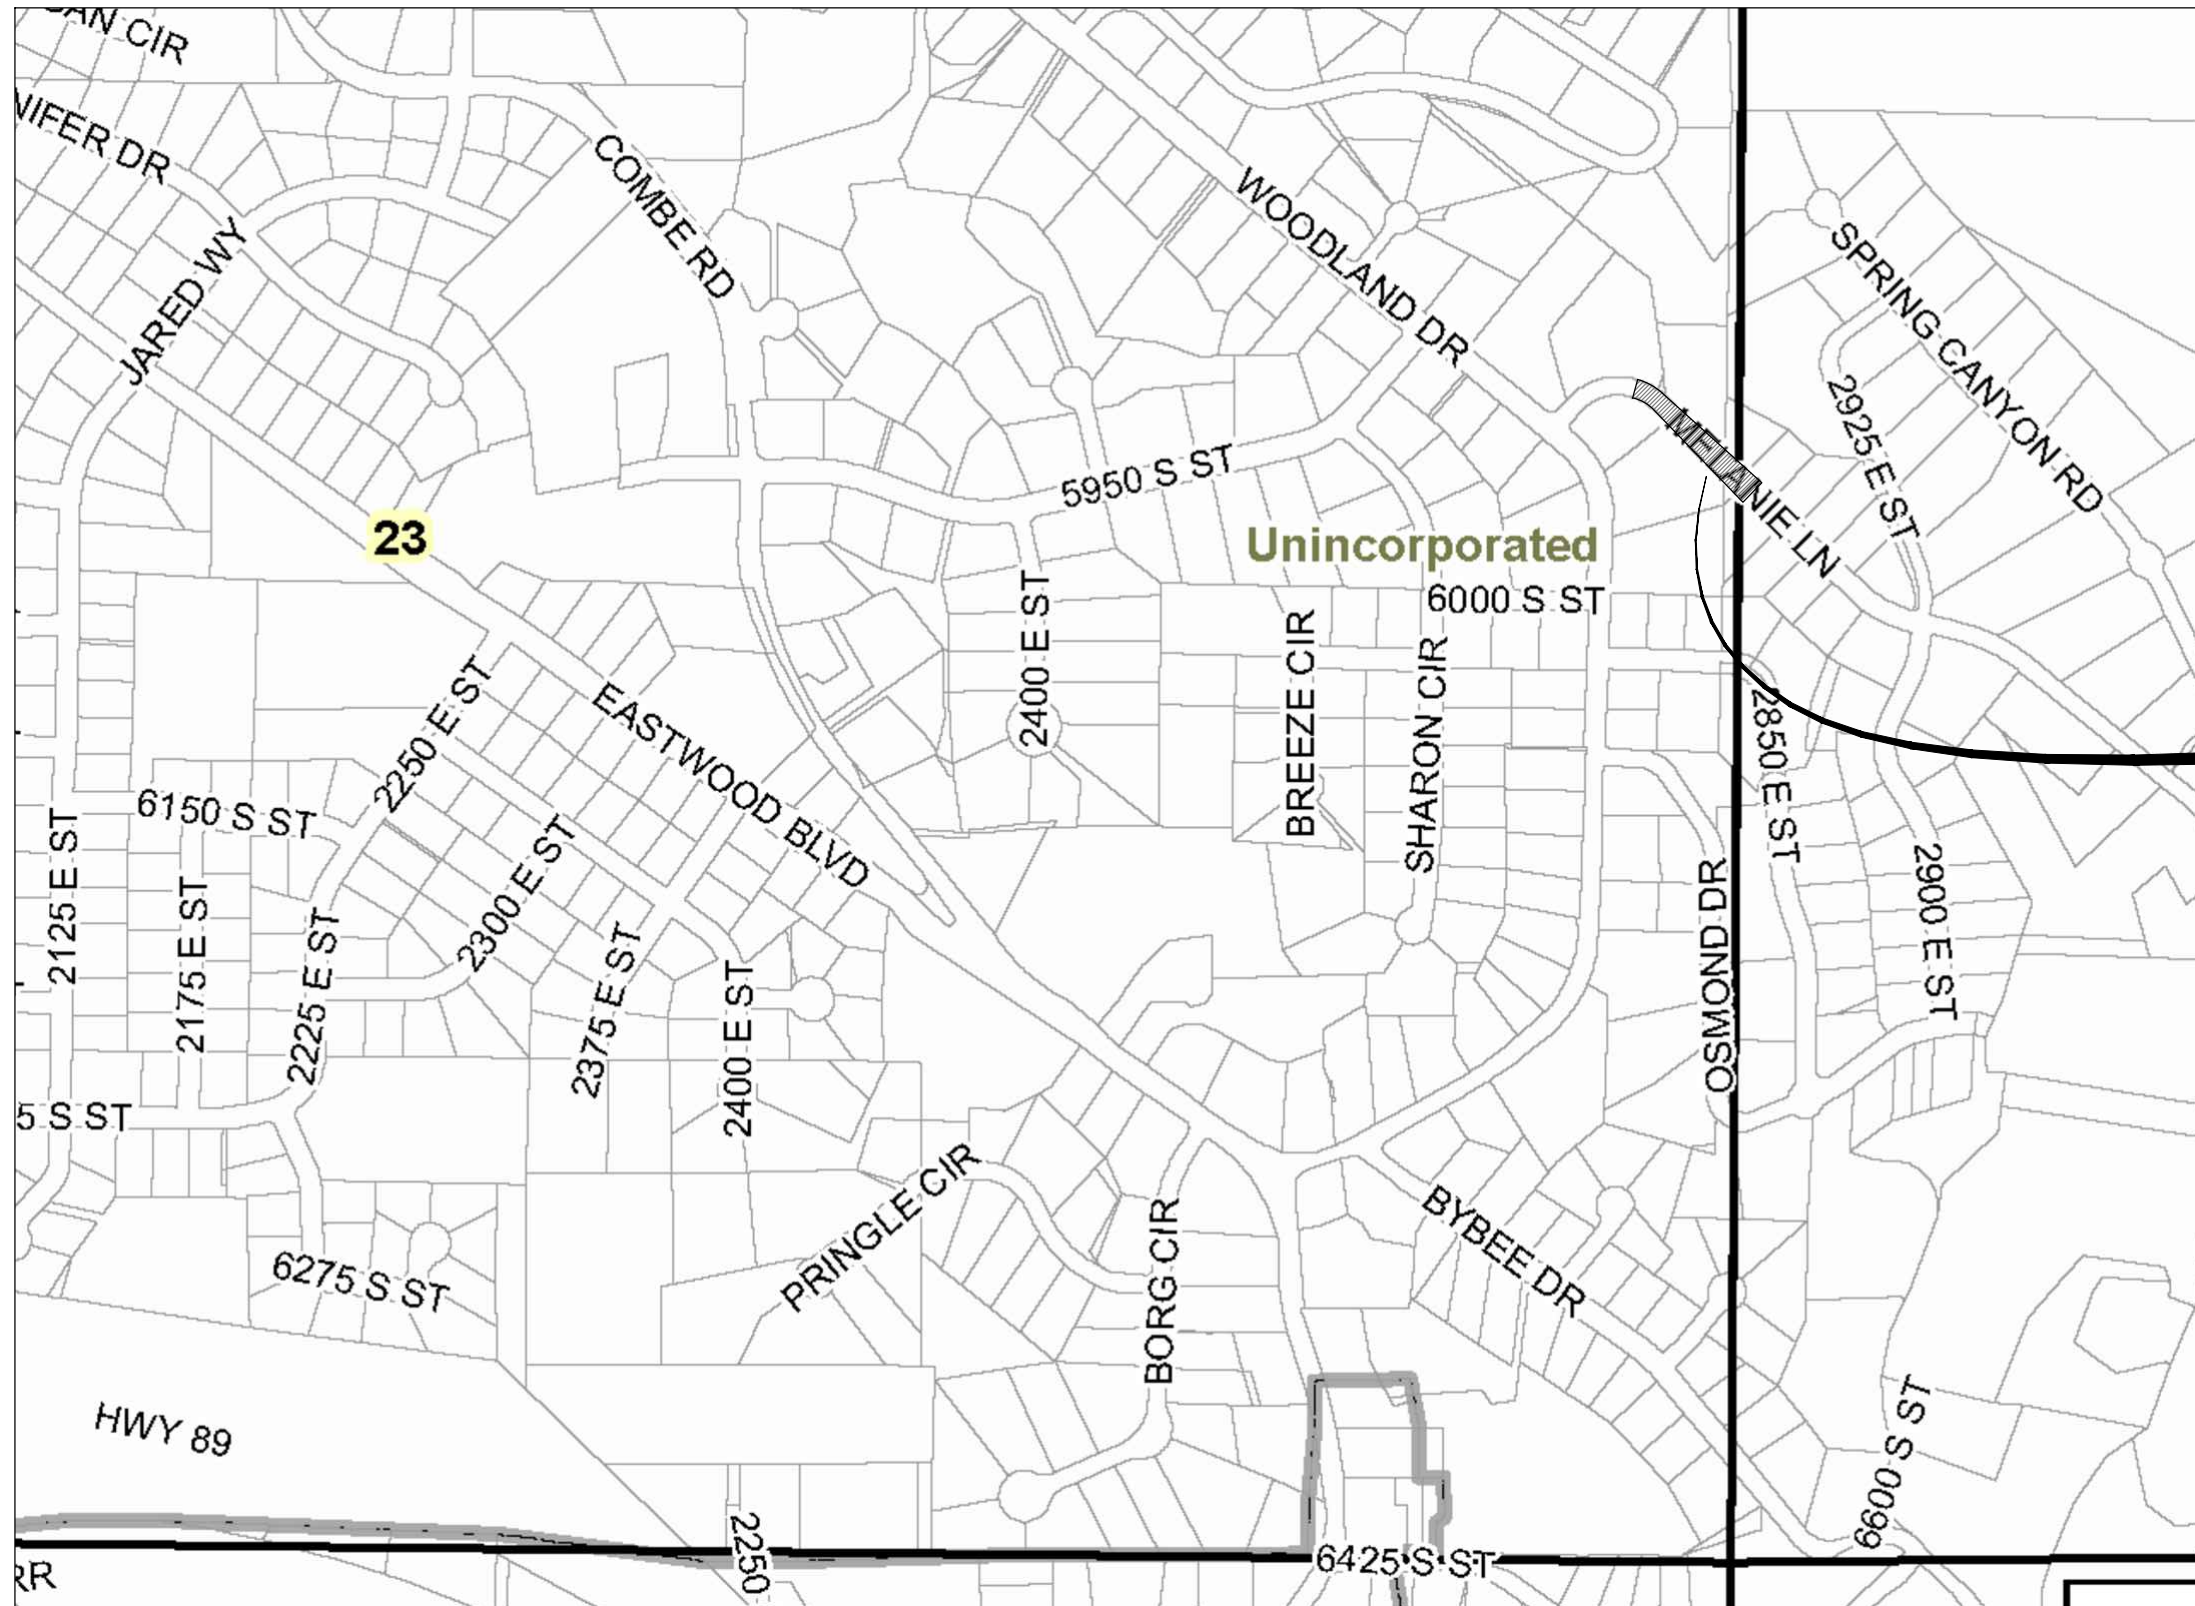 CIR
DR
COMBE RD
JARED WY
WOODLAND DR
SPRING CANYON RD
2925 E ST
MELANIE LN
5950 S ST
23
Unincorporated
6000 S ST
2400 E ST
BREEZE CIR
SHARON CIR
2250 E ST
EASTWOOD BLVD
2850 E ST
6150 S ST
2125 E ST
2175 E ST
2225 E ST
2300 E ST
2375 E ST
2400 E ST
OSMOND DR
2900 E ST
5 S ST
PRINGLE CIR
BORG CIR
BYBEE DR
6275 S ST
HWY 89
6600 S ST
2250
6425 S ST
RR